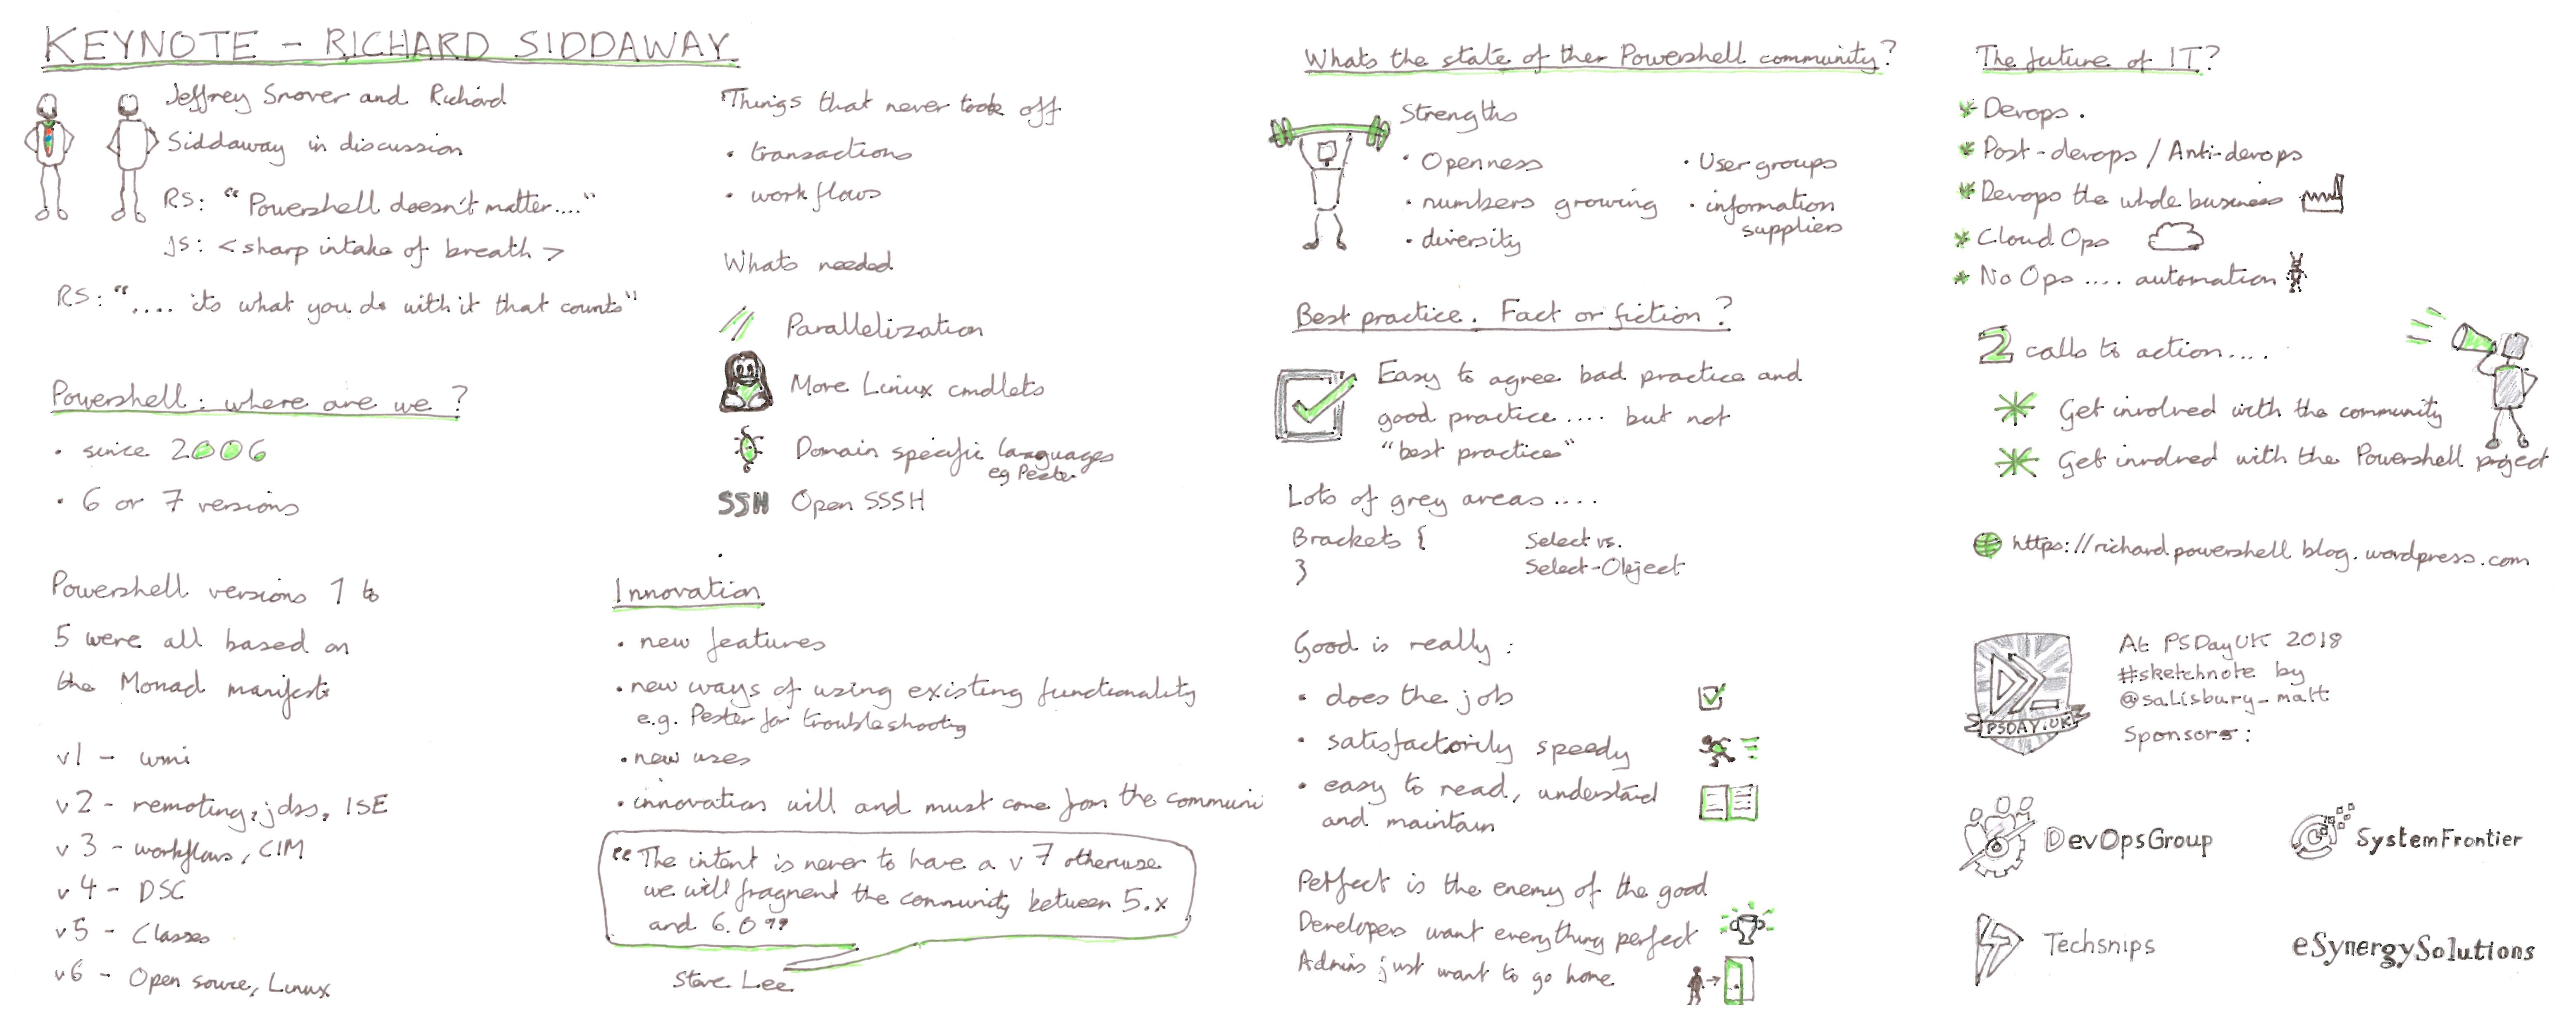 KEYNOTE - RICHARD SIDDAWAY
Jeffrey Snover and Richard
Siddaway in discussion
RS: "Powershell doesn't matter...."
JS: <sharp intake of breath>
RS: ".... its what you do with it that counts"
Powershell: where are we?
• since 2006
• 6 or 7 versions
Powershell versions 1 to
5 were all based on
the Monad manifesto
v1 - wmi
v2 - remoting, jobs, ISE
v3 - workflows, CIM
v4 - DSC
v5 - Classes
v6 - Open source, Linux
Things that never took off
• transactions
• workflows
Whats needed
Parallelization
More Linux cmdlets
Domain specific languages
eg Pester
SSH Open SSSH
Innovation
• new features
• new ways of using existing functionality
e.g. Pester for troubleshooting
• new uses
• innovation will and must come from the communi
"The intent is never to have a v7 otherwise
we will fragment the community between 5.x
and 6.0"
Steve Lee
Whats the state of ther Powershell community?
Strengths
• Openness
• numbers growing
• diversity
• User groups
• information
suppliers
Best practice. Fact or fiction?
Easy to agree bad practice and
good practice.... but not
"best practice"
Lots of grey areas....
Brackets {
}
Select vs.
Select-Object
Good is really:
• does the job
• satisfactorily speedy
• easy to read, understand
and maintain
Perfect is the enemy of the good
Developers want everything perfect
Admins just want to go home
The future of IT?
Devops.
Post-devops / Anti-devops
Devops the whole business
Cloud Ops
No Ops .... automation
2 calls to action....
Get involved with the community
Get involved with the Powershell project
https://richardpowershellblog.wordpress.com
PSDAY.UK
At PSDayUK 2018
#sketchnote by
@salisbury_matt
Sponsors:
DevOpsGroup
SystemFrontier
Techsnips
eSynergySolutions